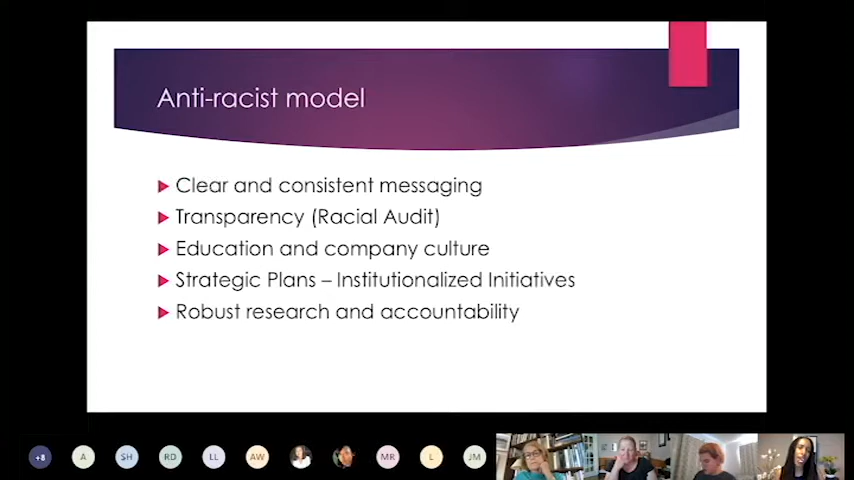 Anti-racist model
Clear and consistent messaging
Transparency (Racial Audit)
Education and company culture
Strategic Plans – Institutionalized Initiatives
Robust research and accountability
+8 A SH RD LL AW MR L JM